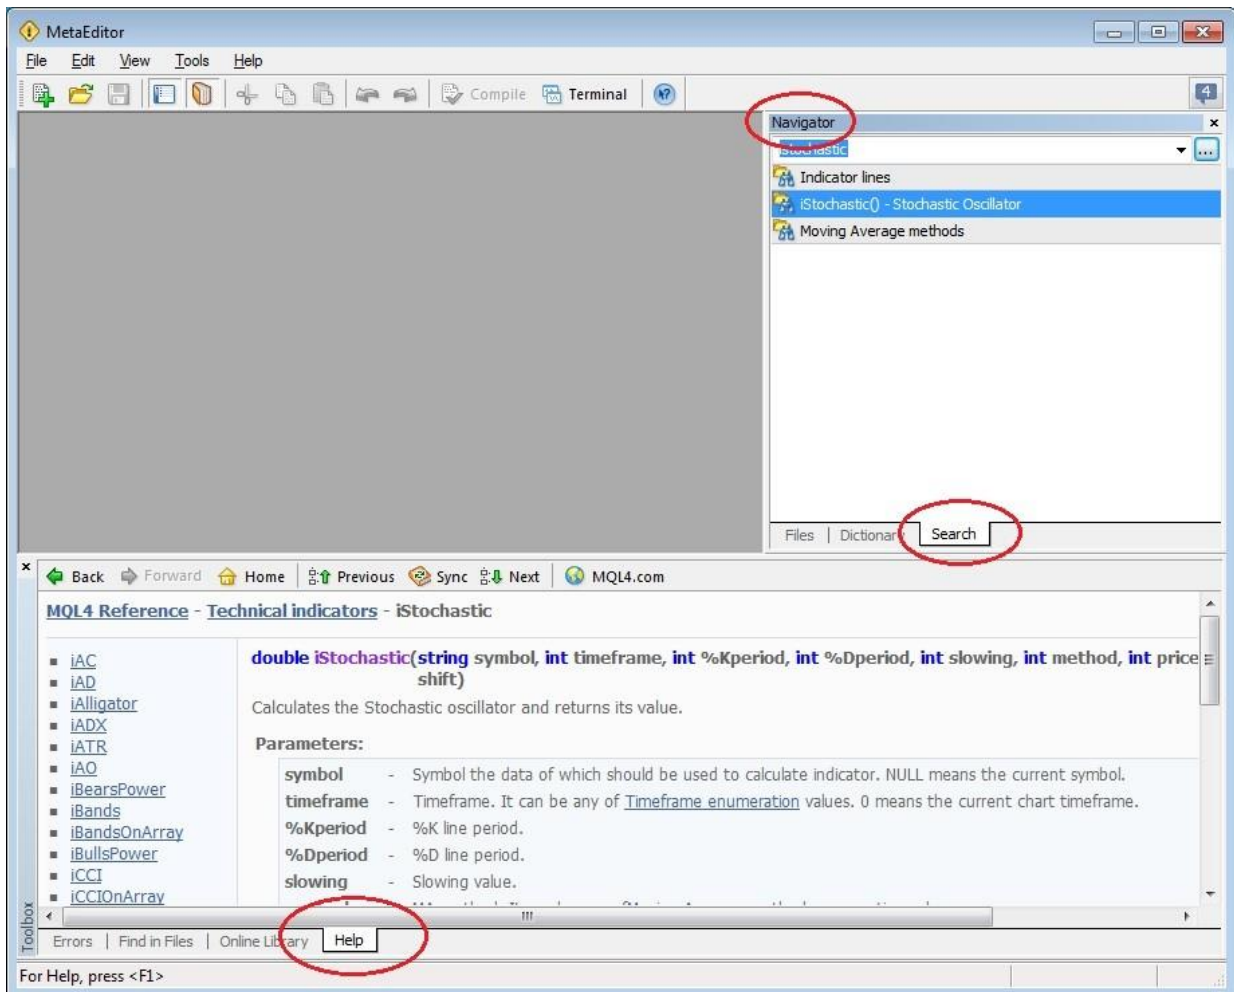 MetaEditor
File Edit View Tools Help
Compile Terminal 4
Navigator
stochastic
...
Indicator lines
iStochastic() - Stochastic Oscillator
Moving Average methods
Files | Dictionary Search
Back Forward Home Previous Sync Next MQL4.com
MQL4 Reference - Technical indicators - iStochastic
double iStochastic(string symbol, int timeframe, int %Kperiod, int %Dperiod, int slowing, int method, int price
shift)
Calculates the Stochastic oscillator and returns its value.
Parameters:
symbol - Symbol the data of which should be used to calculate indicator. NULL means the current symbol.
timeframe - Timeframe. It can be any of Timeframe enumeration values. 0 means the current chart timeframe.
%Kperiod - %K line period.
%Dperiod - %D line period.
slowing - Slowing value.
iAC
iAD
iAlligator
iADX
iATR
iAO
iBearsPower
iBands
iBandsOnArray
iBullsPower
iCCI
iCCIOnArray
Toolbox
Errors | Find in Files | Online Library Help
For Help, press <F1>